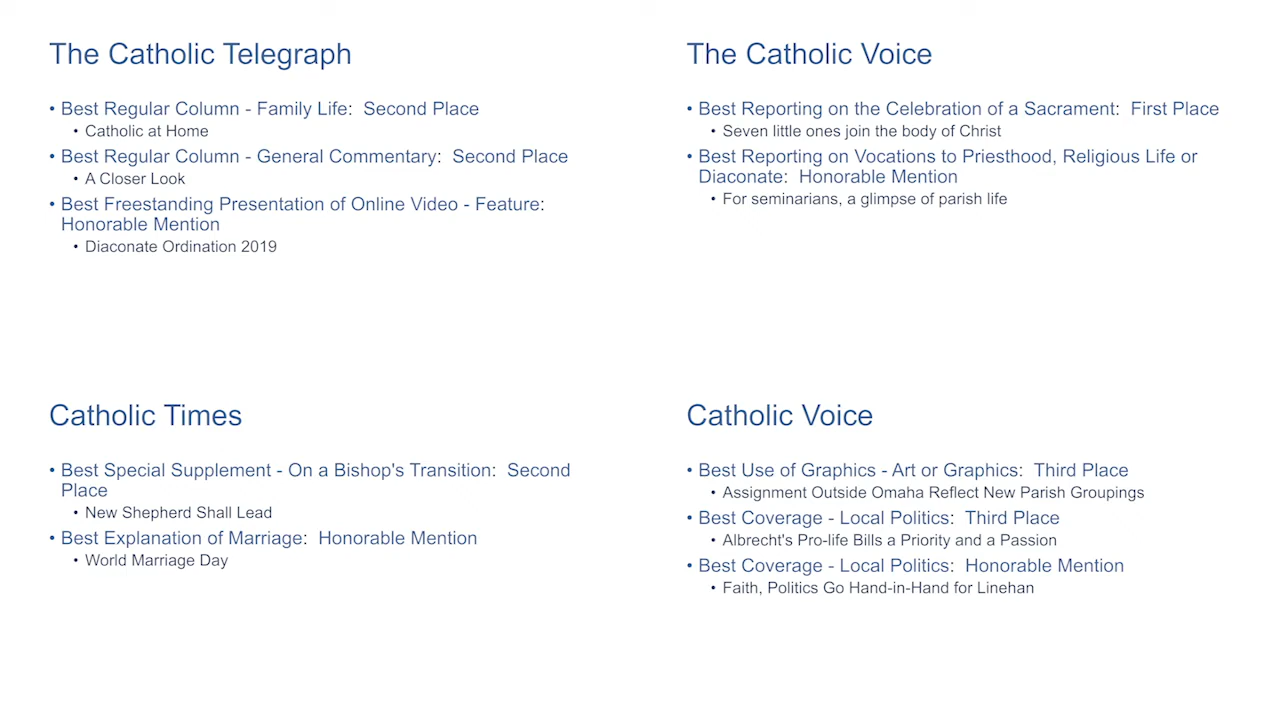 The Catholic Telegraph
• Best Regular Column - Family Life:  Second Place
• Catholic at Home
• Best Regular Column - General Commentary:  Second Place
• A Closer Look
• Best Freestanding Presentation of Online Video - Feature:
Honorable Mention
• Diaconate Ordination 2019
The Catholic Voice
• Best Reporting on the Celebration of a Sacrament:  First Place
• Seven little ones join the body of Christ
• Best Reporting on Vocations to Priesthood, Religious Life or
Diaconate:  Honorable Mention
• For seminarians, a glimpse of parish life
Catholic Times
• Best Special Supplement - On a Bishop's Transition:  Second
Place
• New Shepherd Shall Lead
• Best Explanation of Marriage:  Honorable Mention
• World Marriage Day
Catholic Voice
• Best Use of Graphics - Art or Graphics:  Third Place
• Assignment Outside Omaha Reflect New Parish Groupings
• Best Coverage - Local Politics:  Third Place
• Albrecht's Pro-life Bills a Priority and a Passion
• Best Coverage - Local Politics:  Honorable Mention
• Faith, Politics Go Hand-in-Hand for Linehan